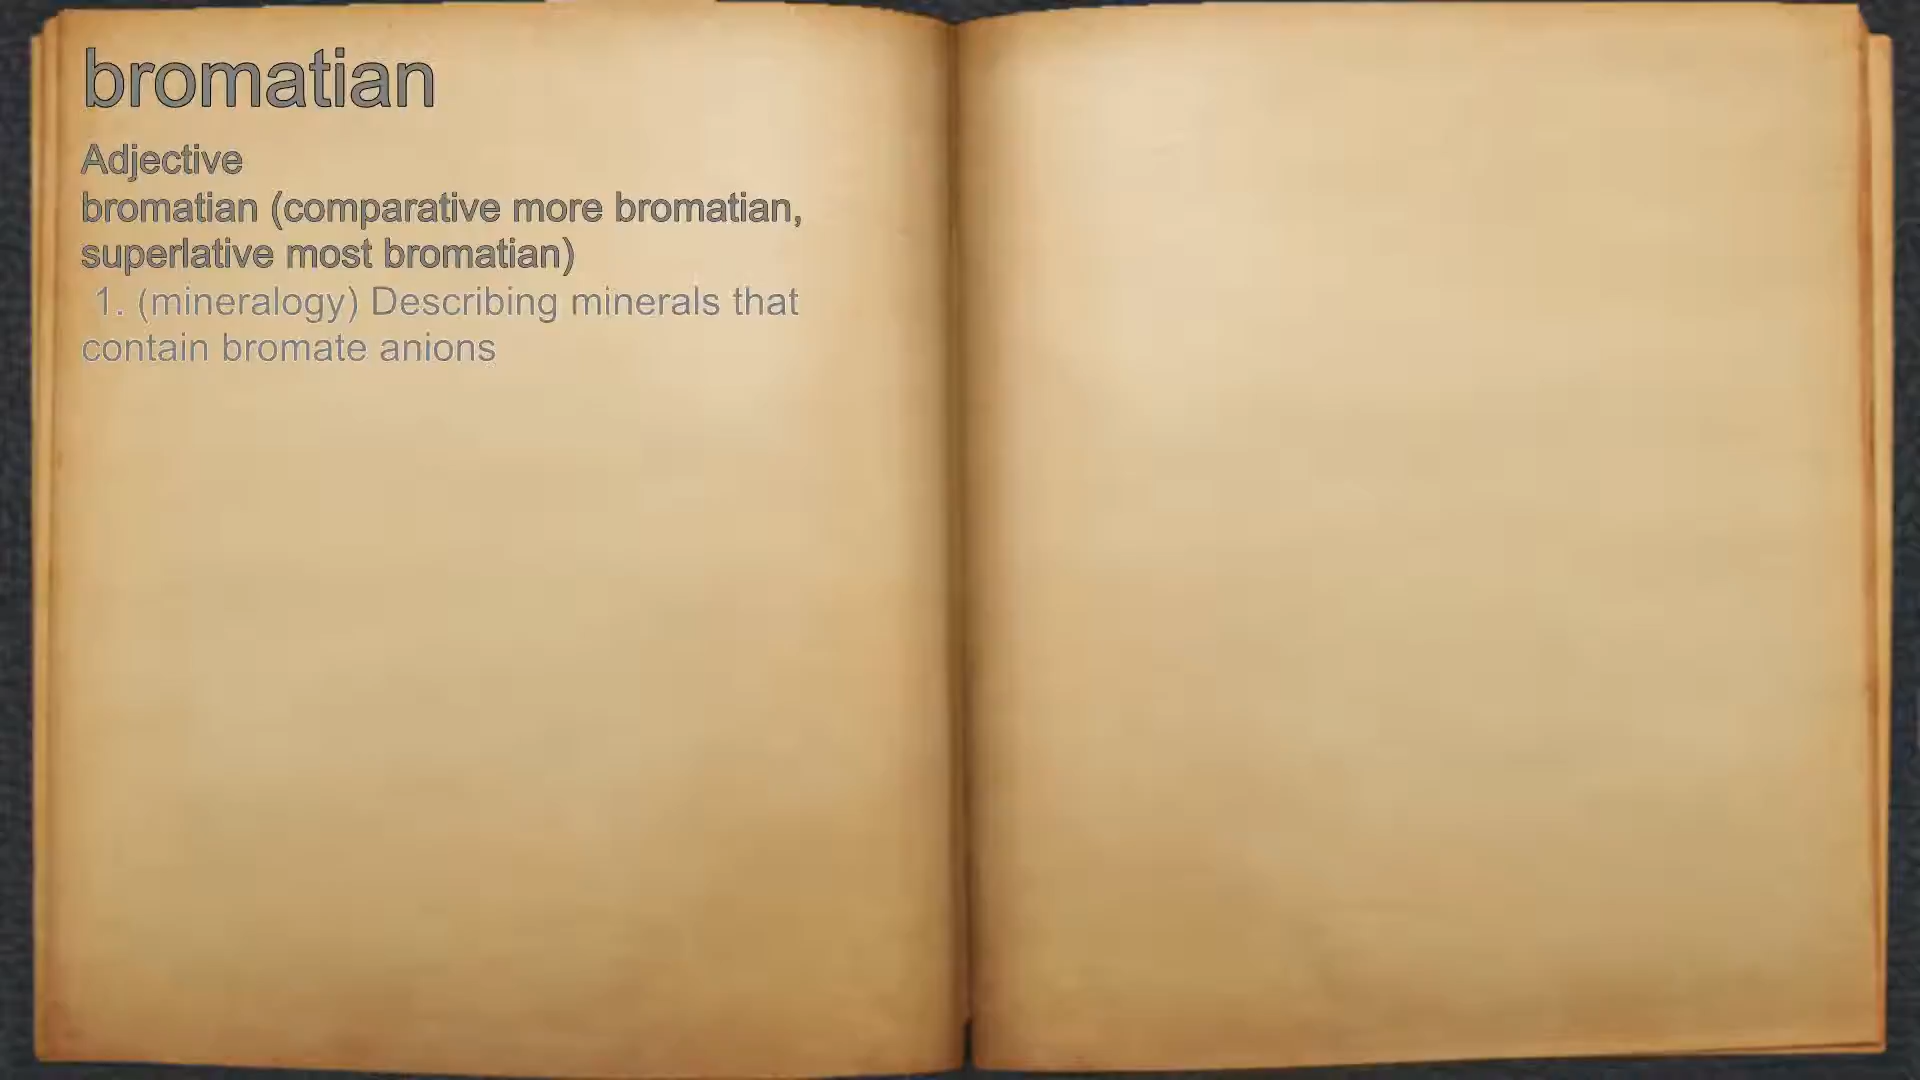 bromatian
Adjective
bromatian (comparative more bromatian,
superlative most bromatian)
1. (mineralogy) Describing minerals that
contain bromate anions